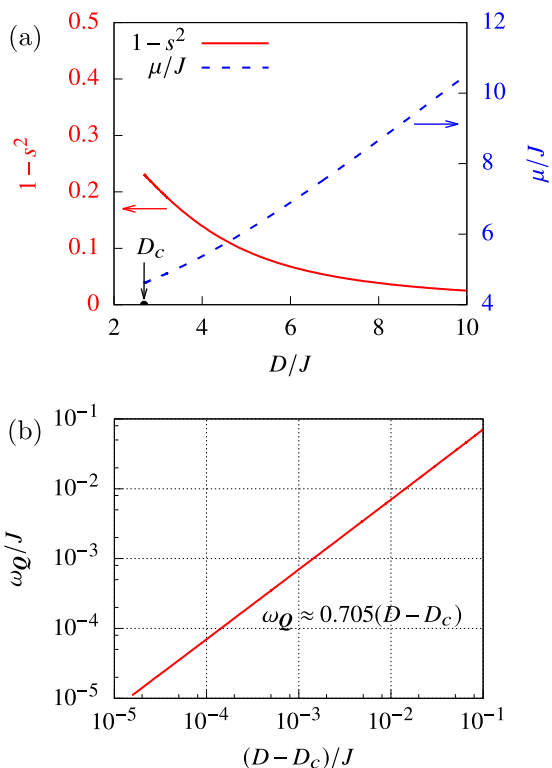 (a)
1−s²
μ/J
0.5
0.4
0.3
0.2
0.1
0
1−s²
12
10
8
6
4
μ/J
D_c
2 4 6 8 10
D/J
(b)
10⁻¹
10⁻²
10⁻³
10⁻⁴
10⁻⁵
ω_Q/J
ω_Q ≈ 0.705(D−D_c)
10⁻⁵ 10⁻⁴ 10⁻³ 10⁻² 10⁻¹
(D−D_c)/J